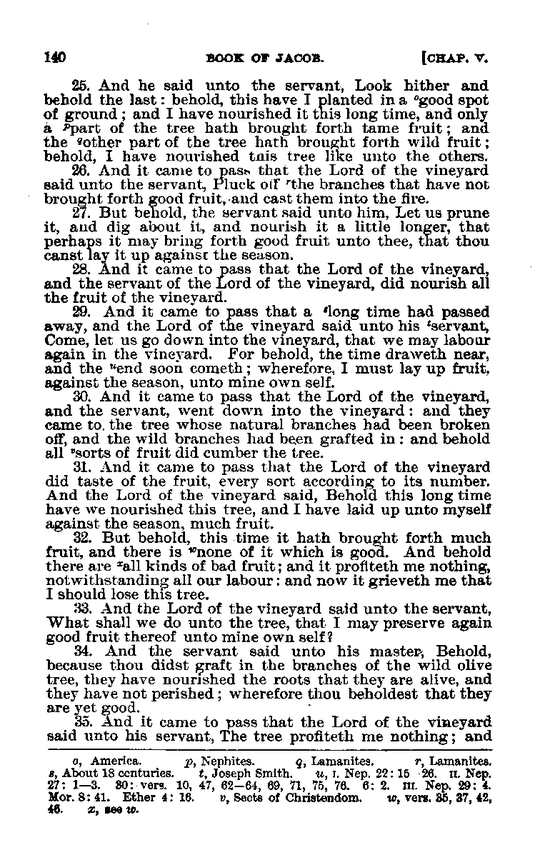 140 BOOK OF JACOB. [CHAP. V.
25. And he said unto the servant, Look hither and
behold the last: behold, this have I planted in a ᵒgood spot
of ground; and I have nourished it this long time, and only
a ᵖpart of the tree hath brought forth tame fruit; and
the ᑫother part of the tree hath brought forth wild fruit;
behold, I have nourished this tree like unto the others.
26. And it came to pass that the Lord of the vineyard
said unto the servant, Pluck off ʳthe branches that have not
brought forth good fruit, and cast them into the fire.
27. But behold, the servant said unto him, Let us prune
it, and dig about it, and nourish it a little longer, that
perhaps it may bring forth good fruit unto thee, that thou
canst lay it up against the season.
28. And it came to pass that the Lord of the vineyard,
and the servant of the Lord of the vineyard, did nourish all
the fruit of the vineyard.
29. And it came to pass that a ˢlong time had passed
away, and the Lord of the vineyard said unto his ᵗservant,
Come, let us go down into the vineyard, that we may labour
again in the vineyard. For behold, the time draweth near,
and the ᵘend soon cometh; wherefore, I must lay up fruit,
against the season, unto mine own self.
30. And it came to pass that the Lord of the vineyard,
and the servant, went down into the vineyard: and they
came to the tree whose natural branches had been broken
off, and the wild branches had been grafted in: and behold
all ᵛsorts of fruit did cumber the tree.
31. And it came to pass that the Lord of the vineyard
did taste of the fruit, every sort according to its number.
And the Lord of the vineyard said, Behold this long time
have we nourished this tree, and I have laid up unto myself
against the season, much fruit.
32. But behold, this time it hath brought forth much
fruit, and there is ʷnone of it which is good. And behold
there are ˣall kinds of bad fruit; and it profiteth me nothing,
notwithstanding all our labour: and now it grieveth me that
I should lose this tree.
33. And the Lord of the vineyard said unto the servant,
What shall we do unto the tree, that I may preserve again
good fruit thereof unto mine own self?
34. And the servant said unto his master, Behold,
because thou didst graft in the branches of the wild olive
tree, they have nourished the roots that they are alive, and
they have not perished; wherefore thou beholdest that they
are yet good.
35. And it came to pass that the Lord of the vineyard
said unto his servant, The tree profiteth me nothing; and
o, America. p, Nephites. q, Lamanites. r, Lamanites.
s, About 18 centuries. t, Joseph Smith. u, I. Nep. 22: 15 26. II. Nep.
27: 1—3. 30: vers. 10, 47, 62—64, 69, 71, 75, 76. 6: 2. III. Nep. 29: 4.
Mor. 8: 41. Ether 4: 16. v, Sects of Christendom. w, vers. 35, 37, 42,
46. x, see w.